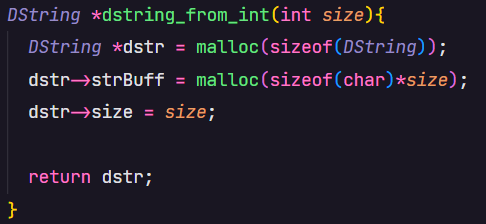 DString *dstring_from_int(int size){
  DString *dstr = malloc(sizeof(DString));
  dstr->strBuff = malloc(sizeof(char)*size);
  dstr->size = size;

  return dstr;
}